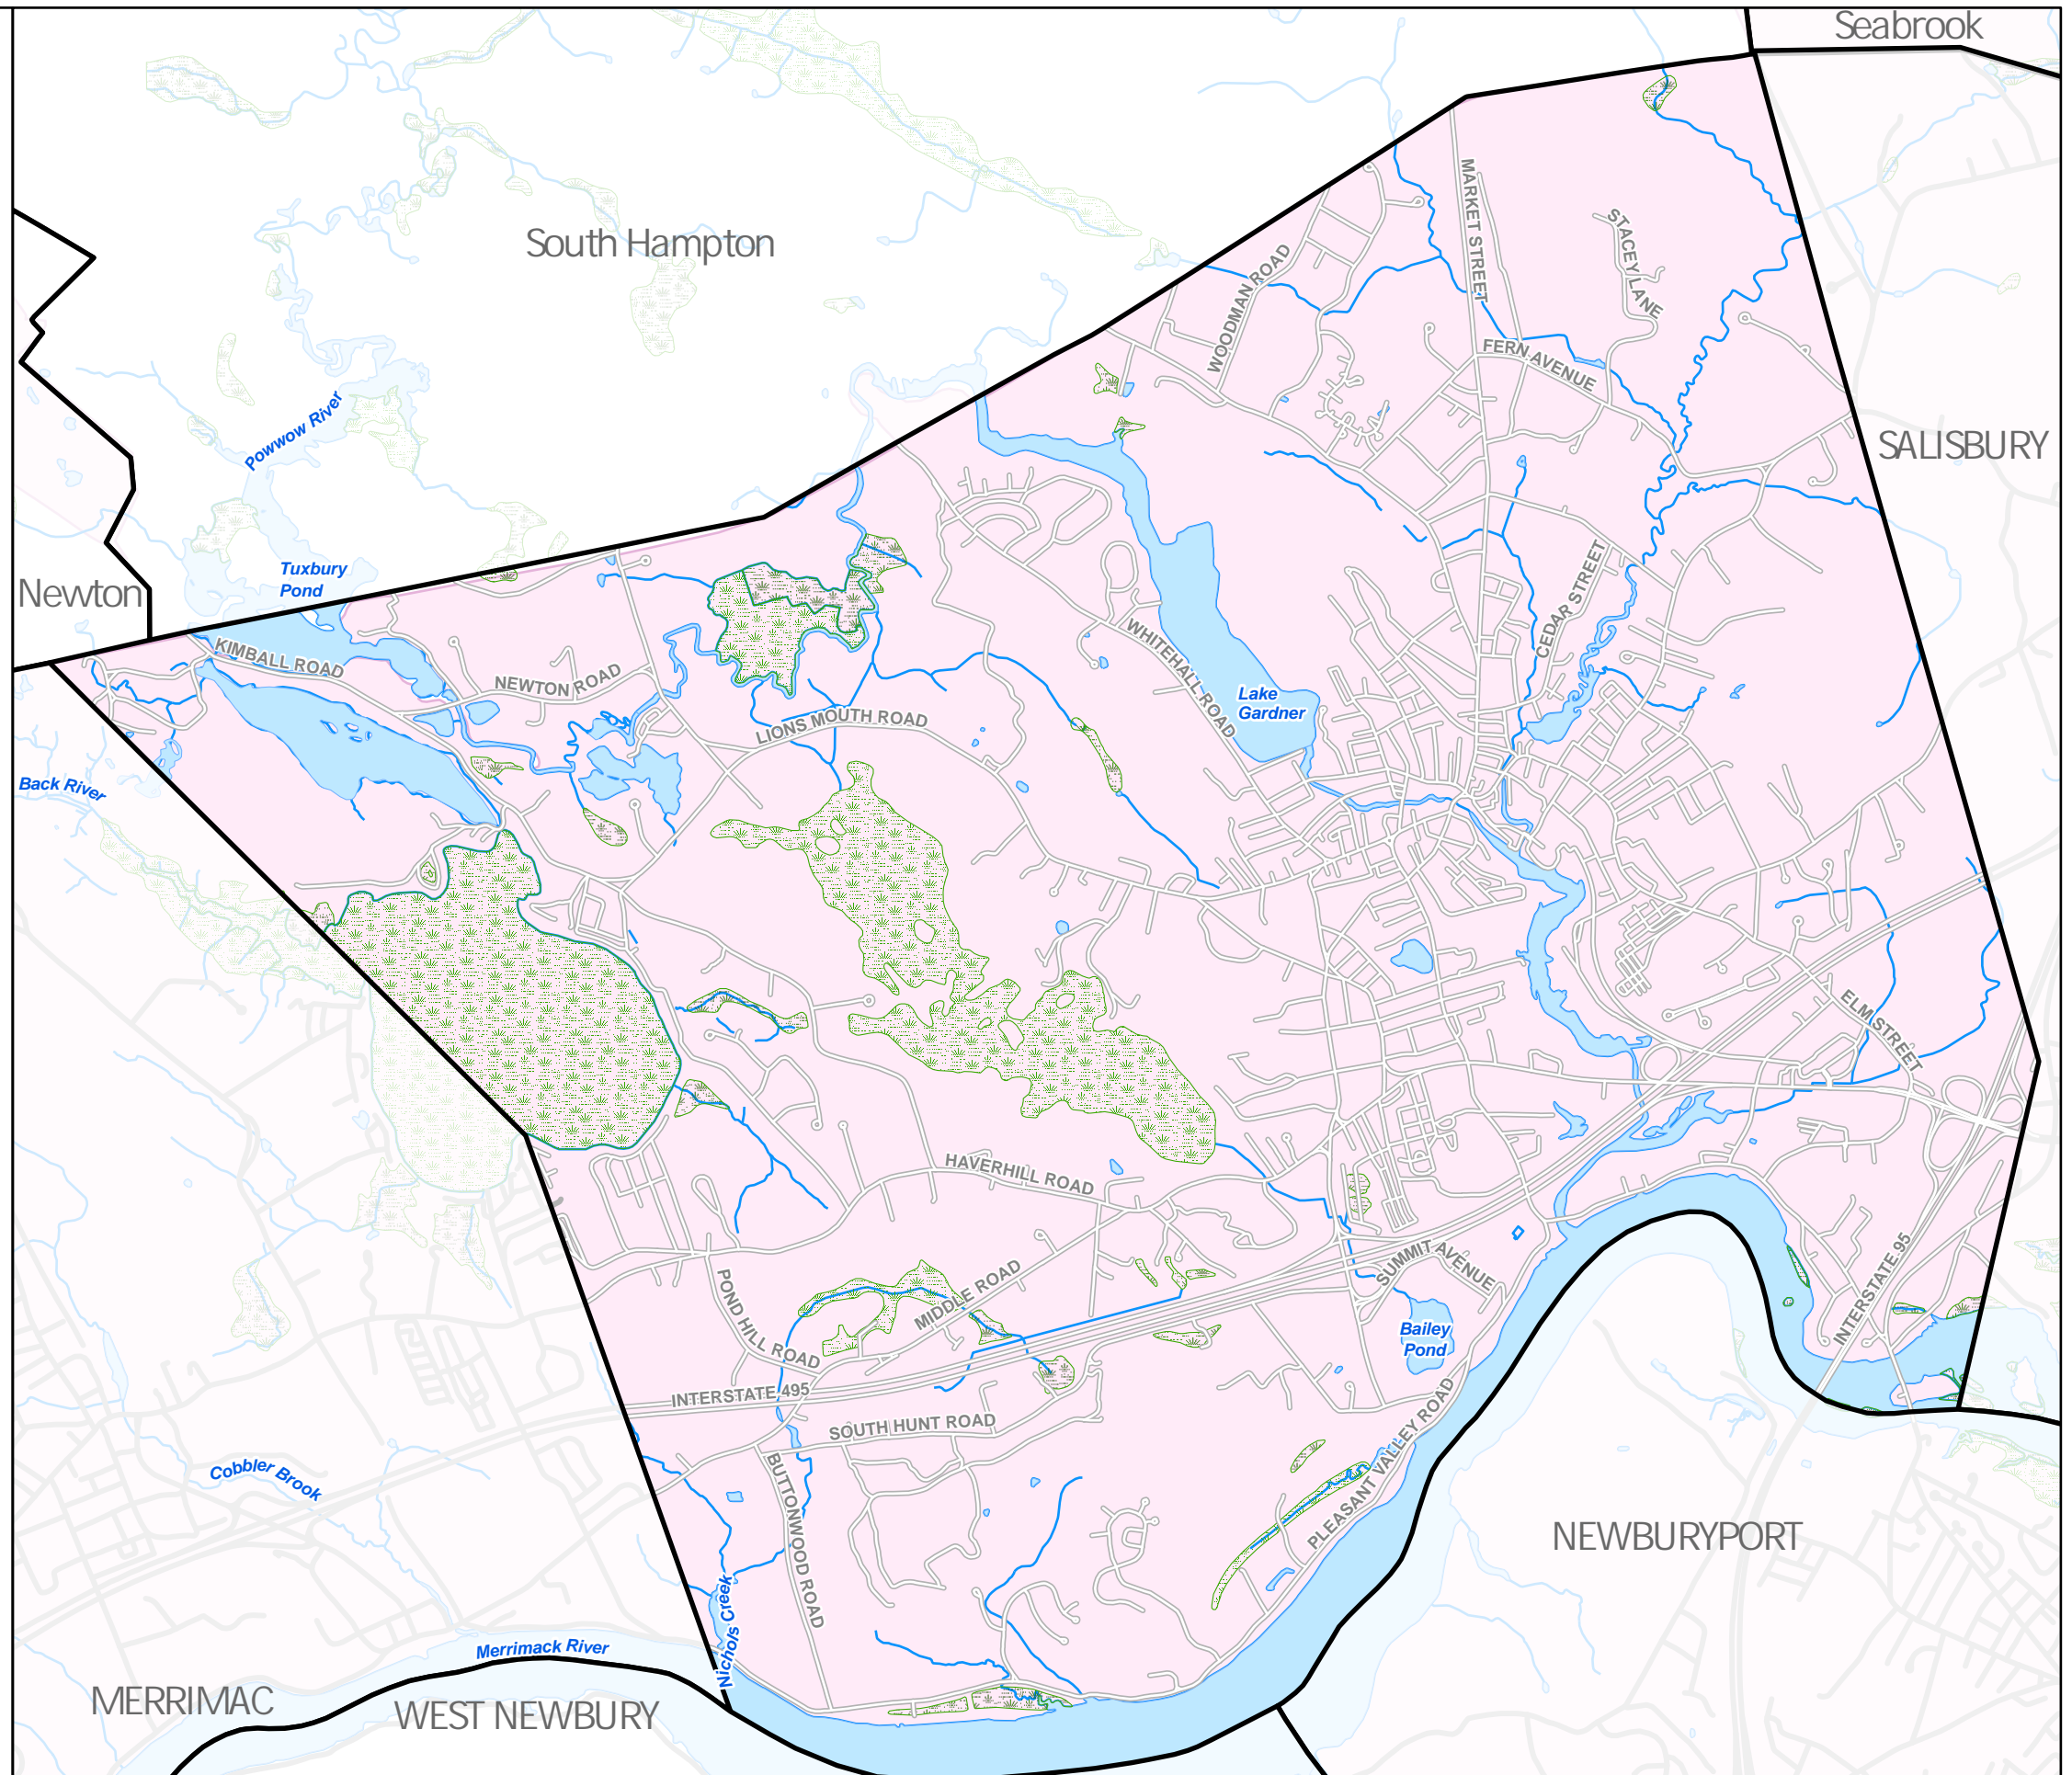 Seabrook
MARKET STREET
STACEY LANE
South Hampton
WOODMAN ROAD
FERN AVENUE
Powwow River
SALISBURY
Tuxbury
Pond
Newton
CEDAR STREET
KIMBALL ROAD
NEWTON ROAD
WHITEHALL ROAD
Lake
Gardner
LIONS MOUTH ROAD
Back River
ELM STREET
HAVERHILL ROAD
SUMMIT AVENUE
INTERSTATE 95
POND HILL ROAD
MIDDLE ROAD
Bailey
Pond
INTERSTATE 495
SOUTH HUNT ROAD
PLEASANT VALLEY ROAD
Cobbler Brook
BUTTONWOOD ROAD
NEWBURYPORT
Nichols Creek
Merrimack River
MERRIMAC
WEST NEWBURY